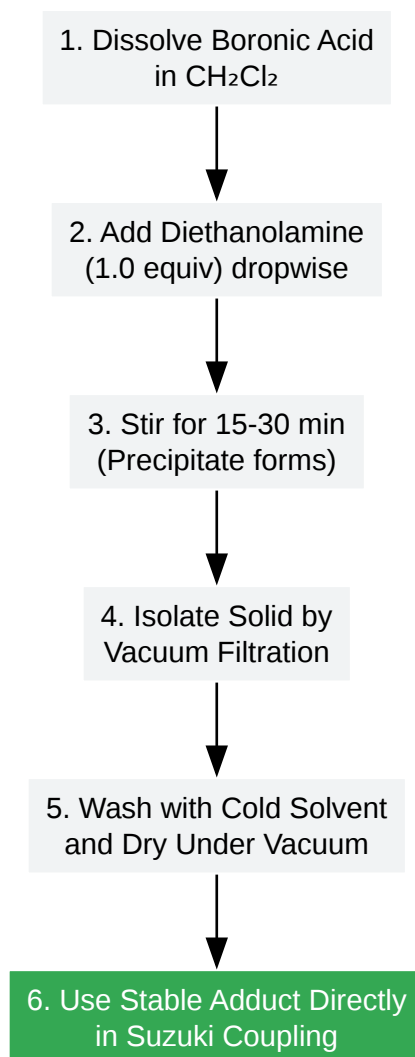 1. Dissolve Boronic Acid
in CH₂Cl₂
2. Add Diethanolamine
(1.0 equiv) dropwise
3. Stir for 15-30 min
(Precipitate forms)
4. Isolate Solid by
Vacuum Filtration
5. Wash with Cold Solvent
and Dry Under Vacuum
6. Use Stable Adduct Directly
in Suzuki Coupling